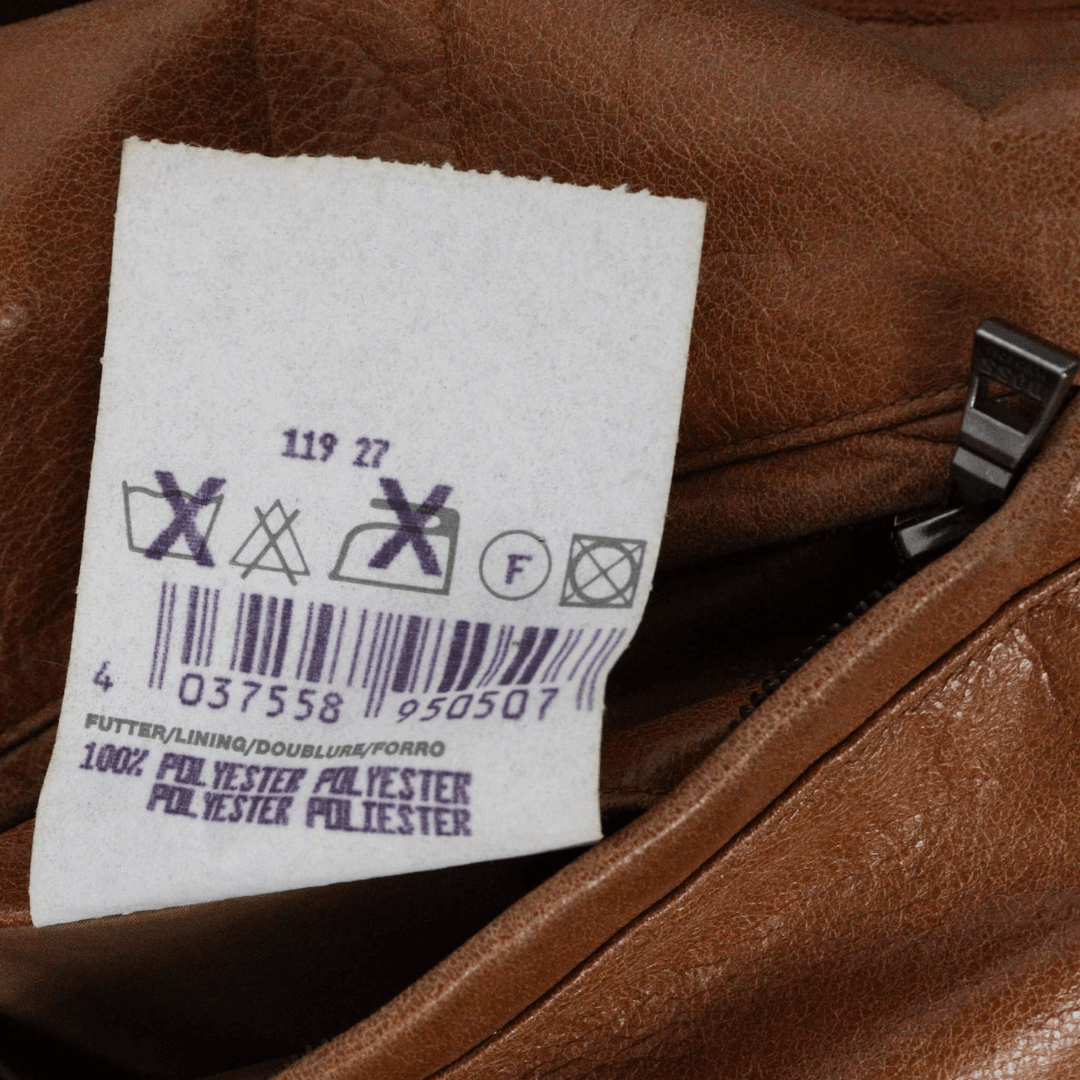 119 27
X X F
4 037558 950507
FUTTER/LINING/DOUBLURE/FORRO
100% POLYESTER POLYESTER
POLYESTER POLIESTER